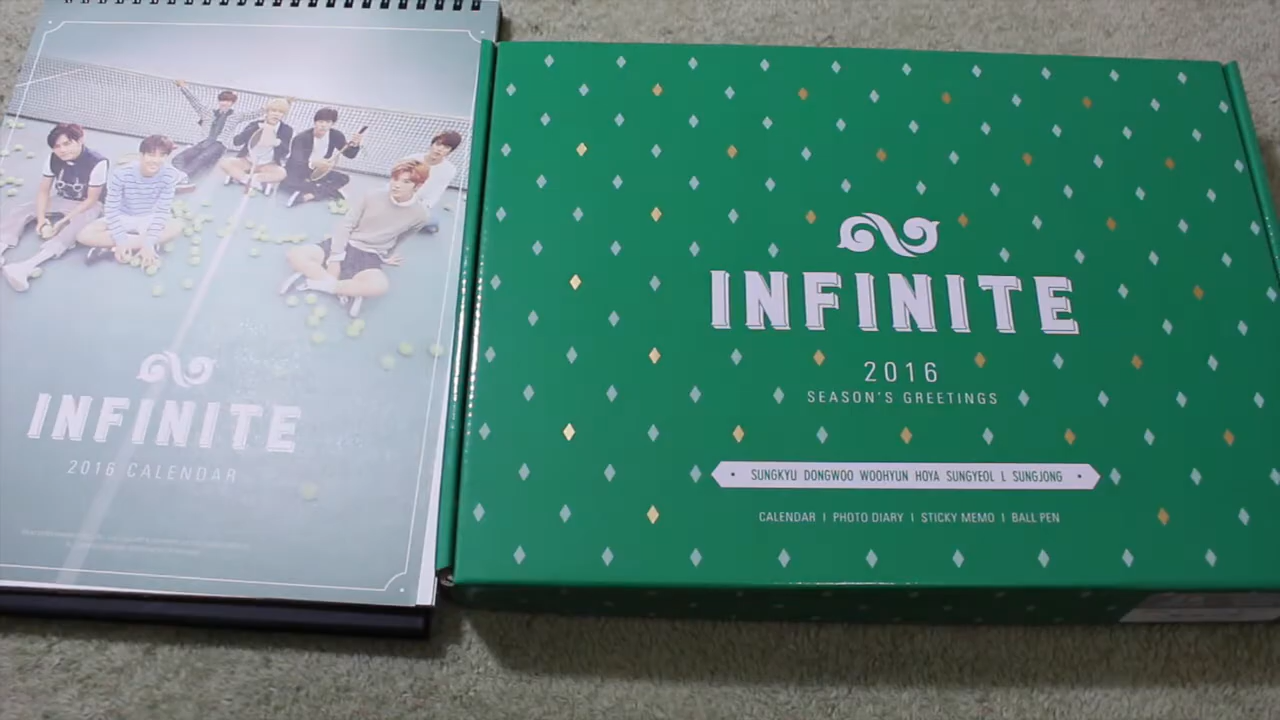 INFINITE
2016 CALENDAR
INFINITE
2016
SEASON'S GREETINGS
SUNGKYU DONGWOO WOOHYUN HOYA SUNGYEOL L SUNGJONG
CALENDAR | PHOTO DIARY | STICKY MEMO | BALL PEN